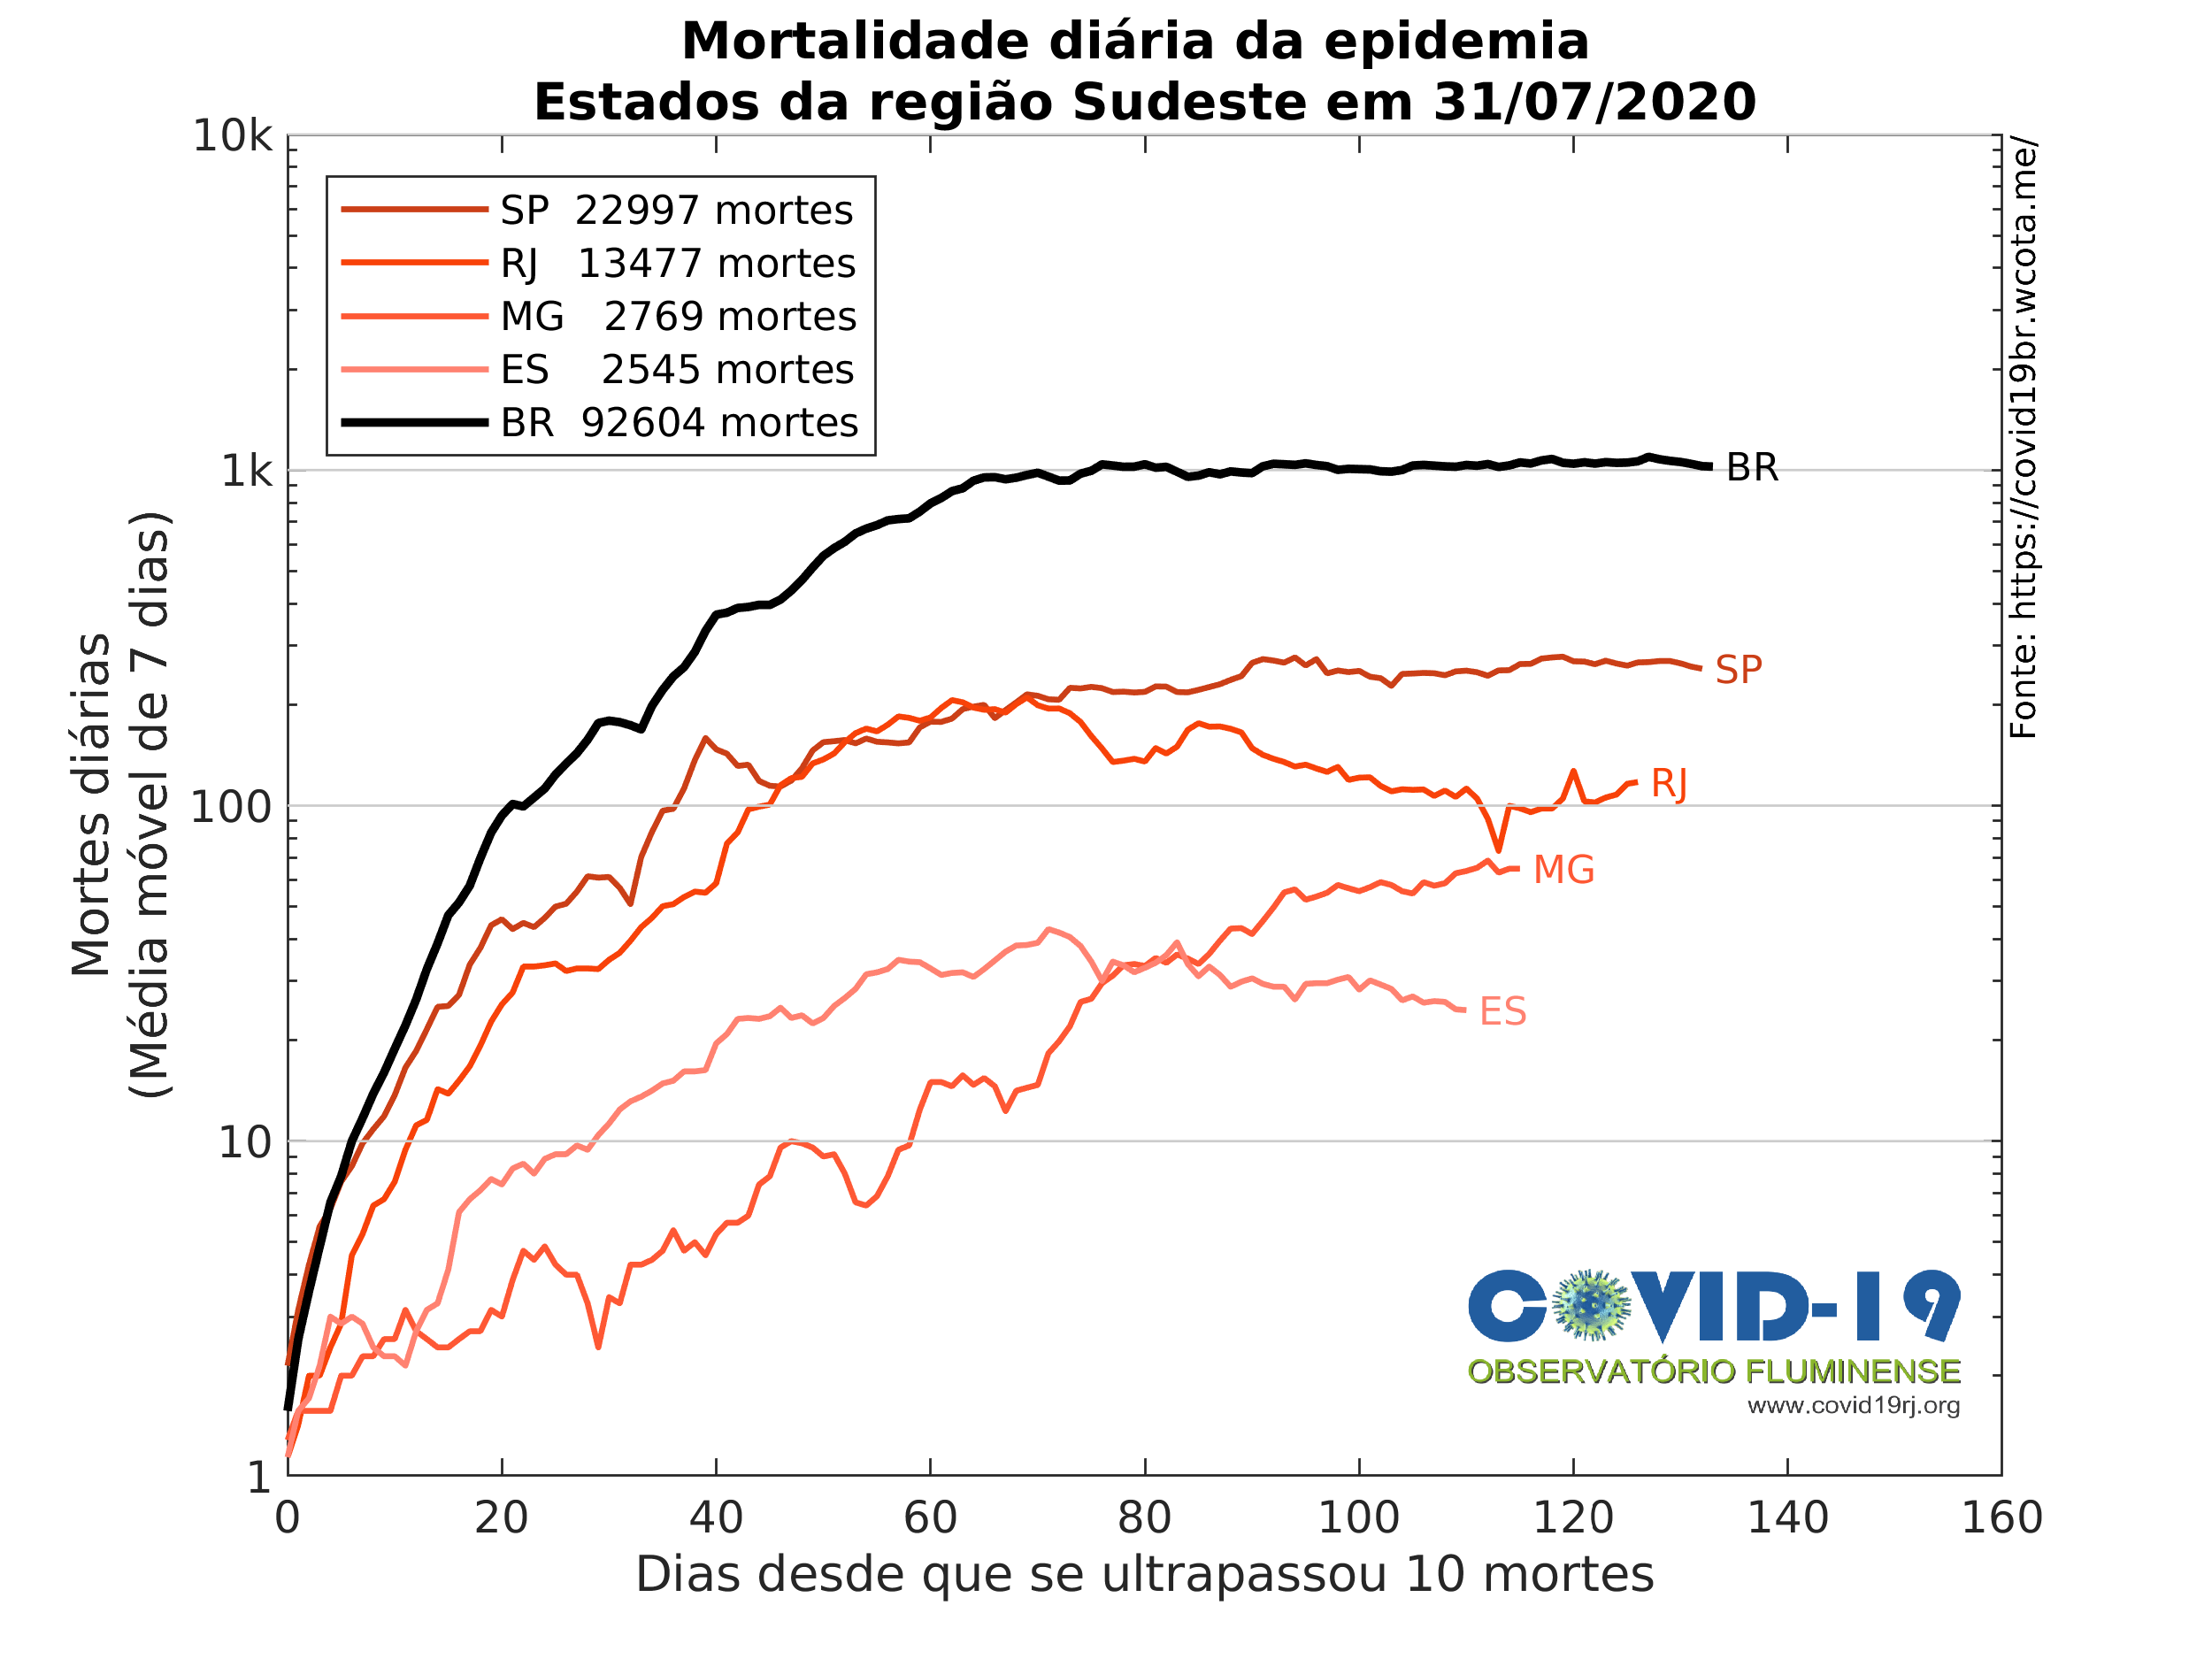 Mortalidade diária da epidemia
Estados da região Sudeste em 31/07/2020
10k
1k
100
10
1
Mortes diárias
(Média móvel de 7 dias)
SP 22997 mortes
RJ 13477 mortes
MG 2769 mortes
ES 2545 mortes
BR 92604 mortes
BR
SP
RJ
MG
ES
Fonte: https://covid19br.wcota.me/
COVID-19
OBSERVATÓRIO FLUMINENSE
www.covid19rj.org
0 20 40 60 80 100 120 140 160
Dias desde que se ultrapassou 10 mortes